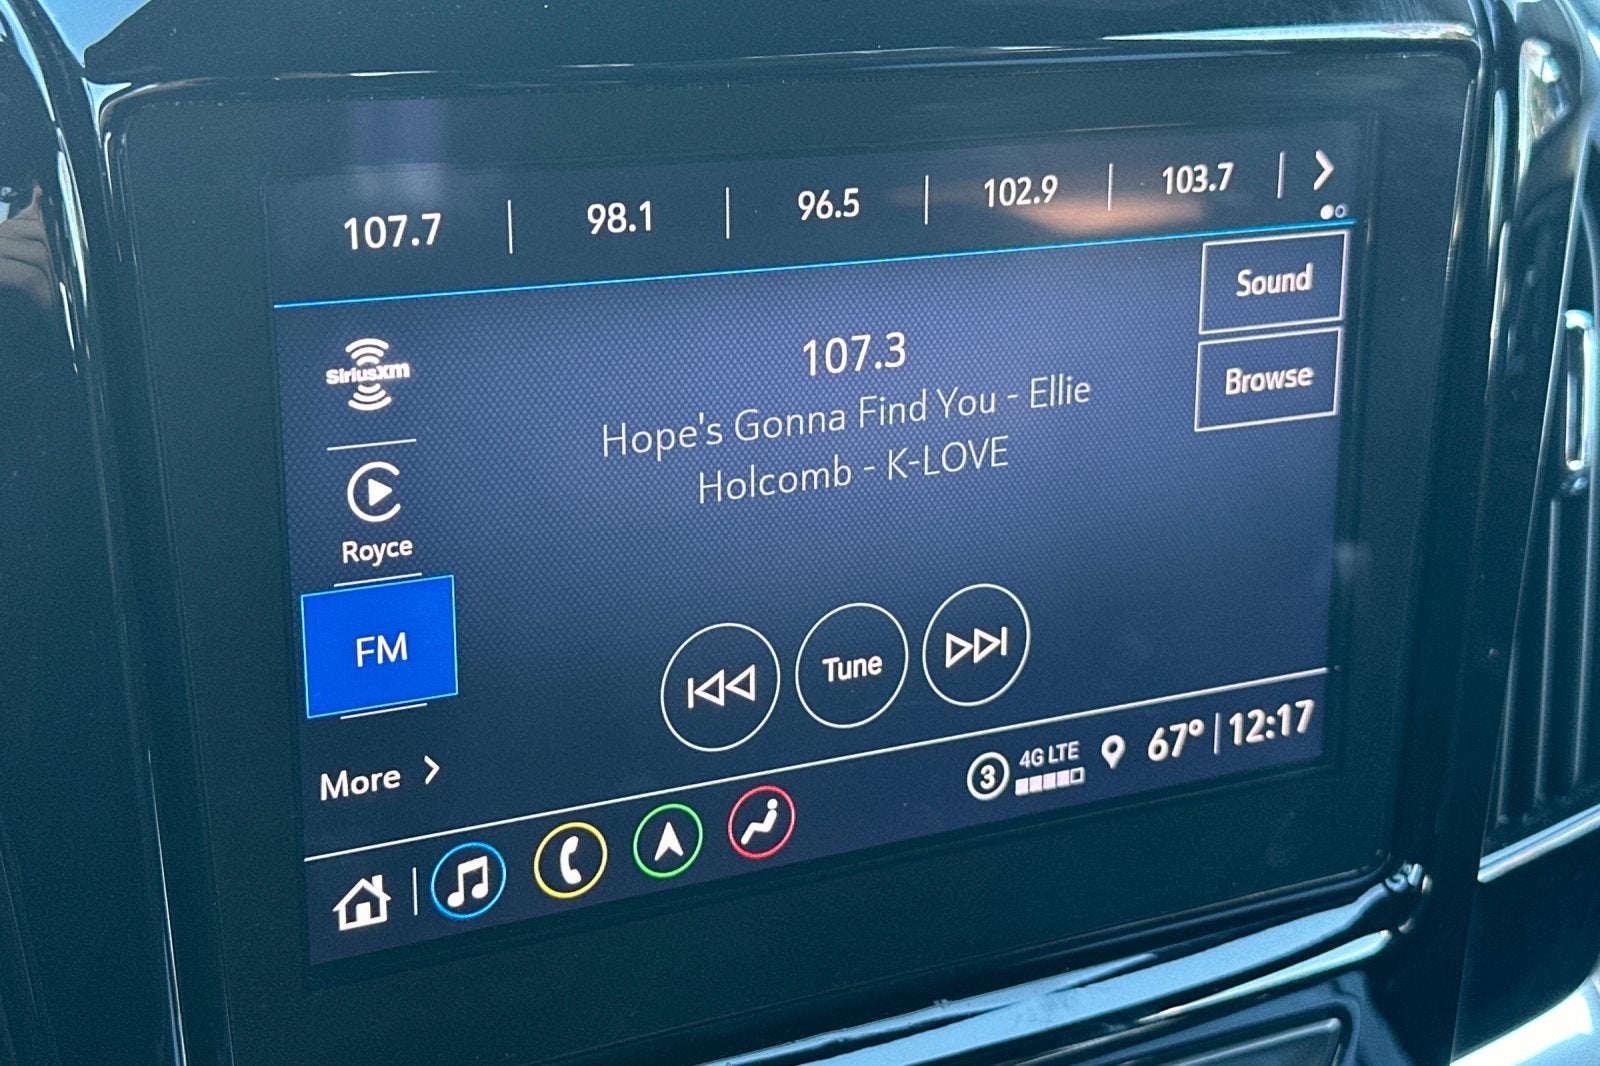 107.7 | 98.1 | 96.5 | 102.9 | 103.7 |
Sound
Browse
SiriusXm
107.3
Hope's Gonna Find You - Ellie
Holcomb - K-LOVE
Royce
FM
Tune
More
3 4G LTE 67° | 12:17